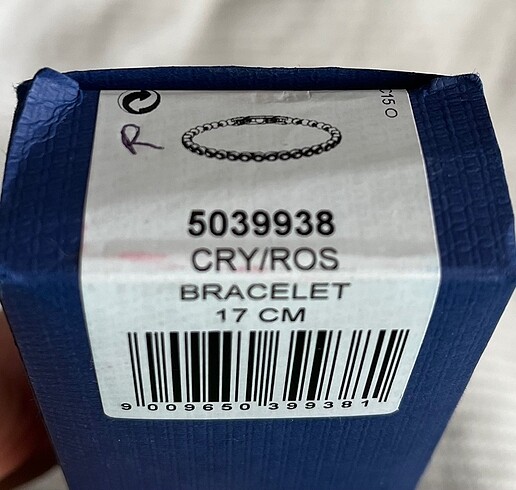 R
5039938
CRY/ROS
BRACELET
17 CM
9 009650 399381